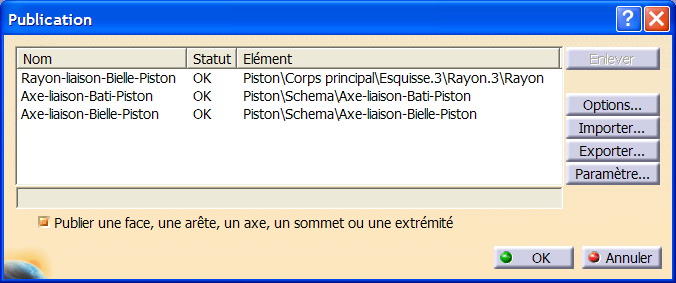 Publication
Nom Statut Elément
Enlever
Rayon-liaison-Bielle-Piston OK Piston\Corps principal\Esquisse.3\Rayon.3\Rayon
Axe-liaison-Bati-Piston OK Piston\Schema\Axe-liaison-Bati-Piston
Axe-liaison-Bielle-Piston OK Piston\Schema\Axe-liaison-Bielle-Piston
Options...
Importer...
Exporter...
Paramètre...
Publier une face, une arête, un axe, un sommet ou une extrémité
OK Annuler